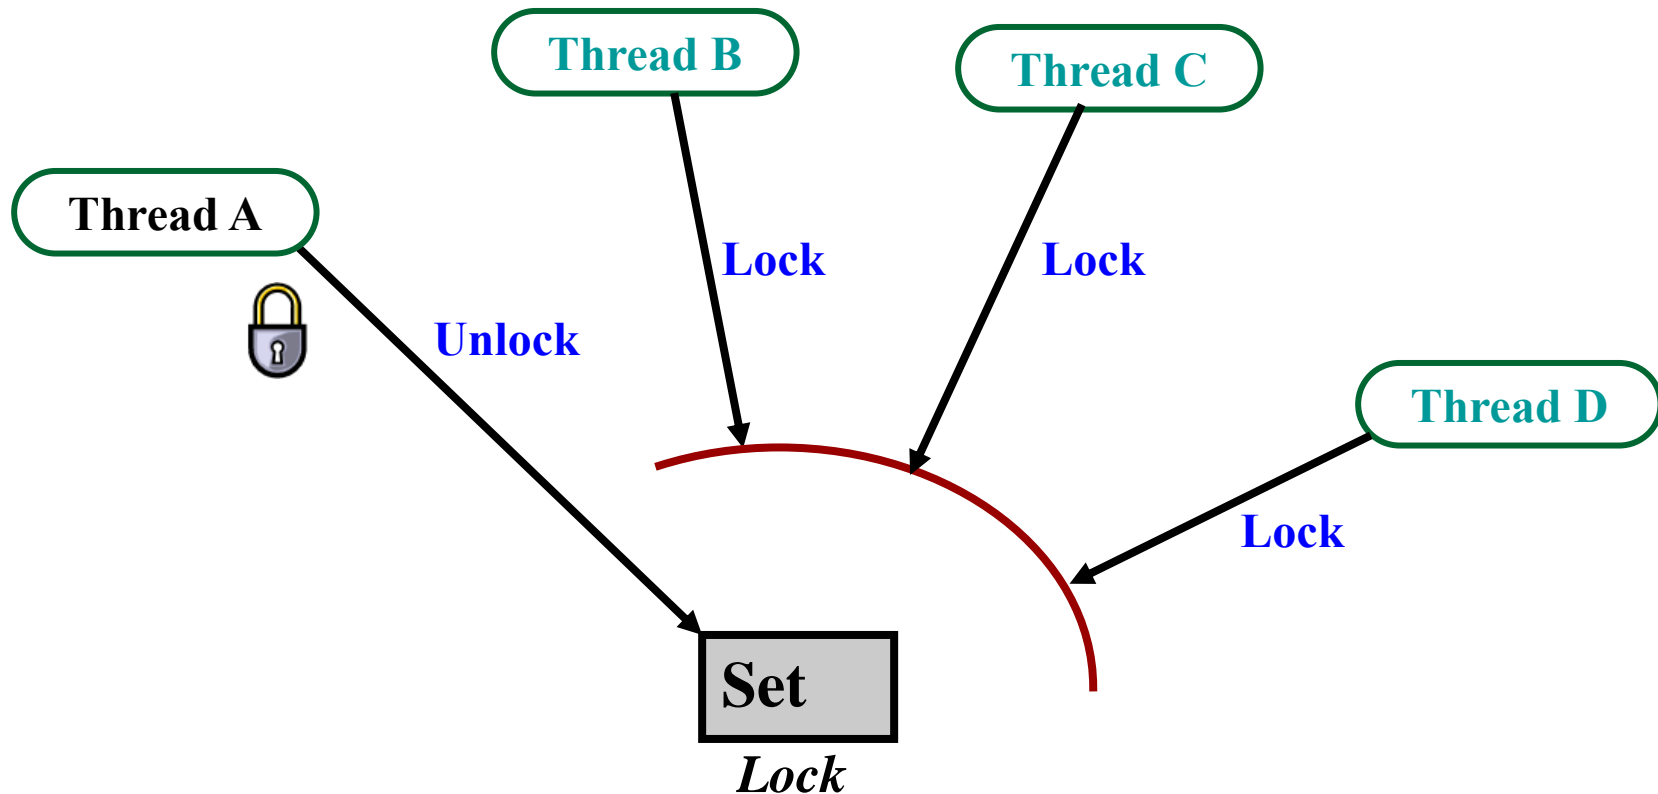 Thread B
Thread C
Thread A
Lock
Lock
Unlock
Thread D
Lock
Set
Lock